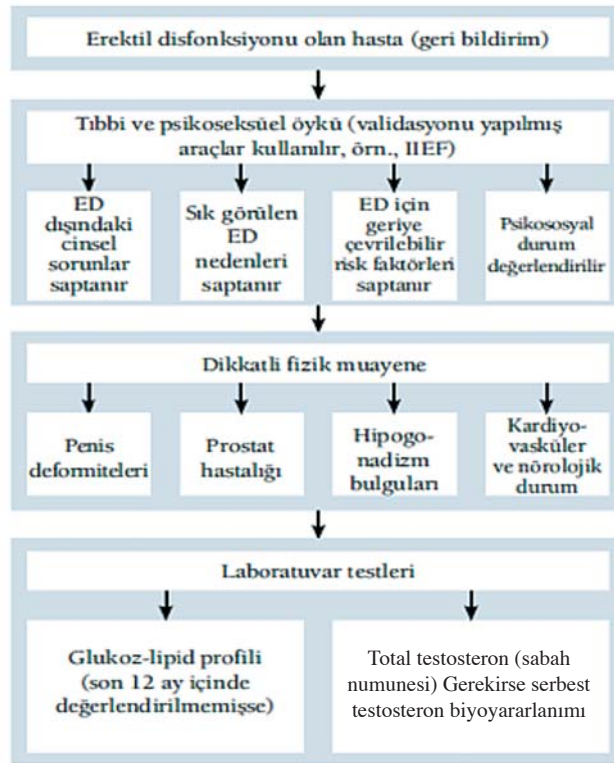 Erektil disfonksiyonu olan hasta (geri bildirim)
Tıbbi ve psikoseksüel öykü (validasyonu yapılmış
araçlar kullanılır, örn., IIEF)
ED
dışındaki
cinsel
sorunlar
saptanır
Sık görülen
ED
nedenleri
saptanır
ED için
geriye
çevrilebilir
risk faktörleri
saptanır
Psikososyal
durum
değerlendirilir
Dikkatli fizik muayene
Penis
deformiteleri
Prostat
hastalığı
Hipogo-
nadizm
bulguları
Kardiyo-
vasküler
ve nörolojik
durum
Laboratuvar testleri
Glukoz-lipid profili
(son 12 ay içinde
değerlendirilmemişse)
Total testosteron (sabah
numunesi) Gerekirse serbest
testosteron biyoyararlanımı